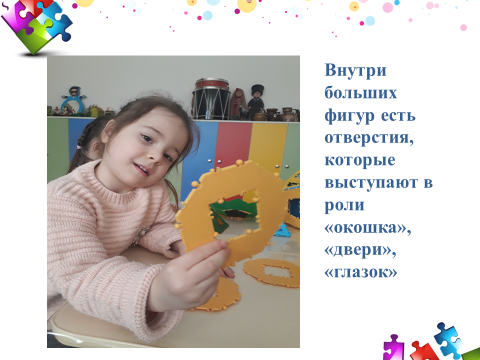 Внутри
больших
фигур есть
отверстия,
которые
выступают в
роли
«окошка»,
«двери»,
«глазок»